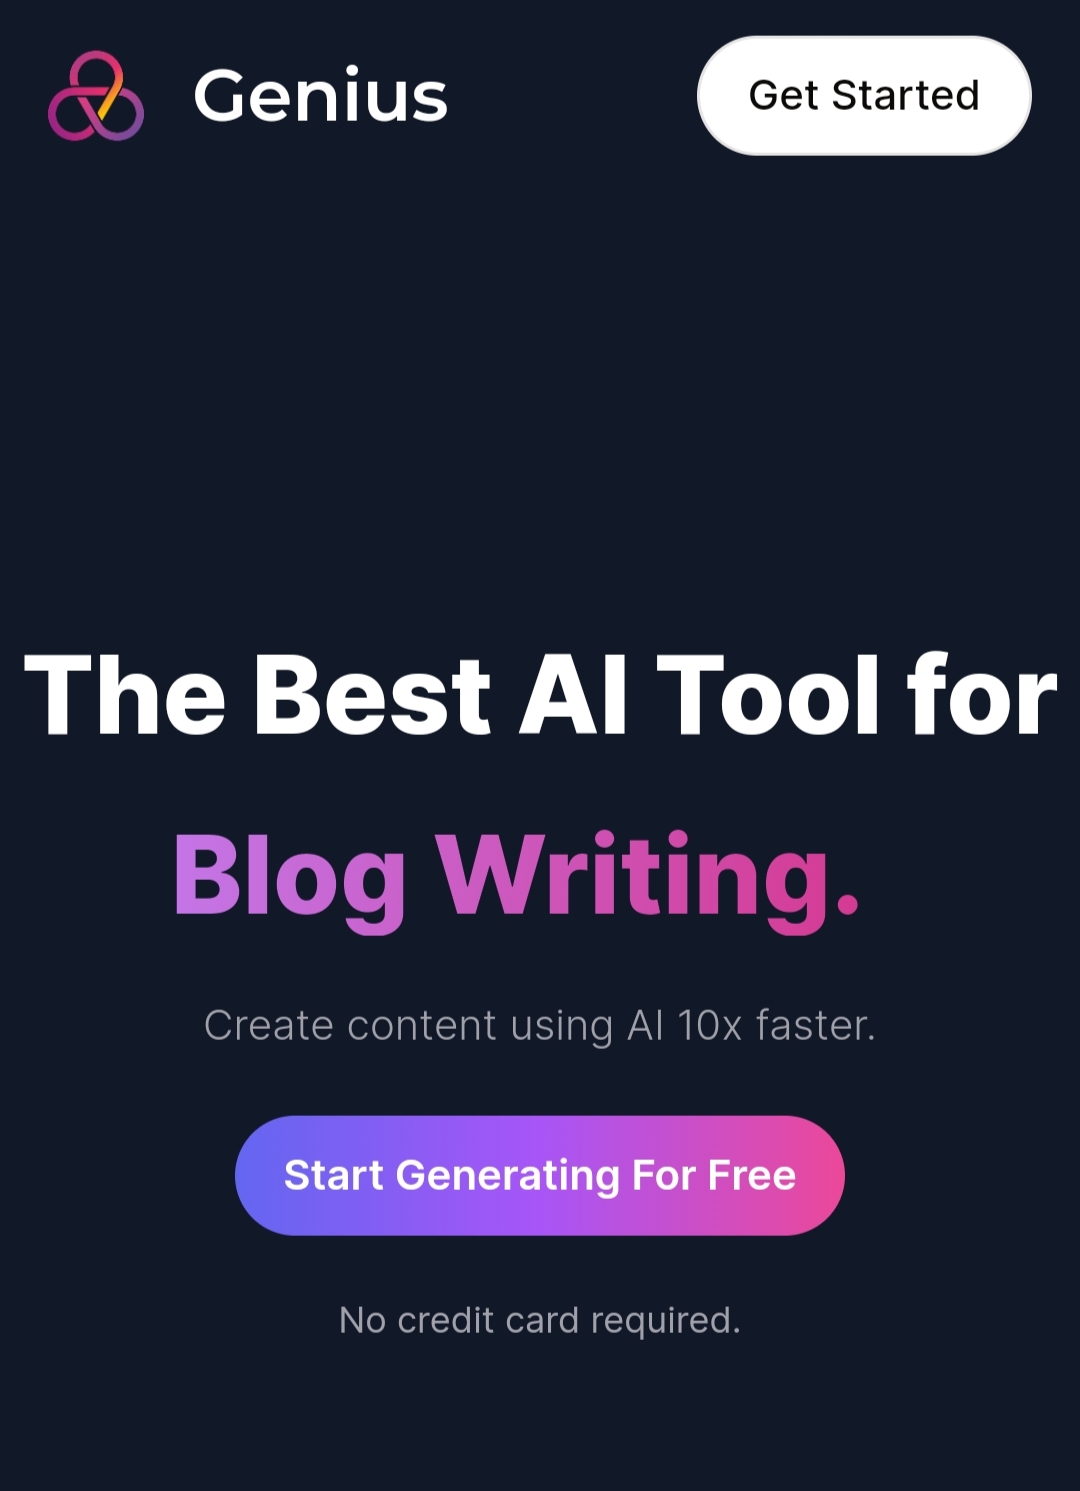 Genius
Get Started
The Best AI Tool for
Blog Writing.
Create content using AI 10x faster.
Start Generating For Free
No credit card required.